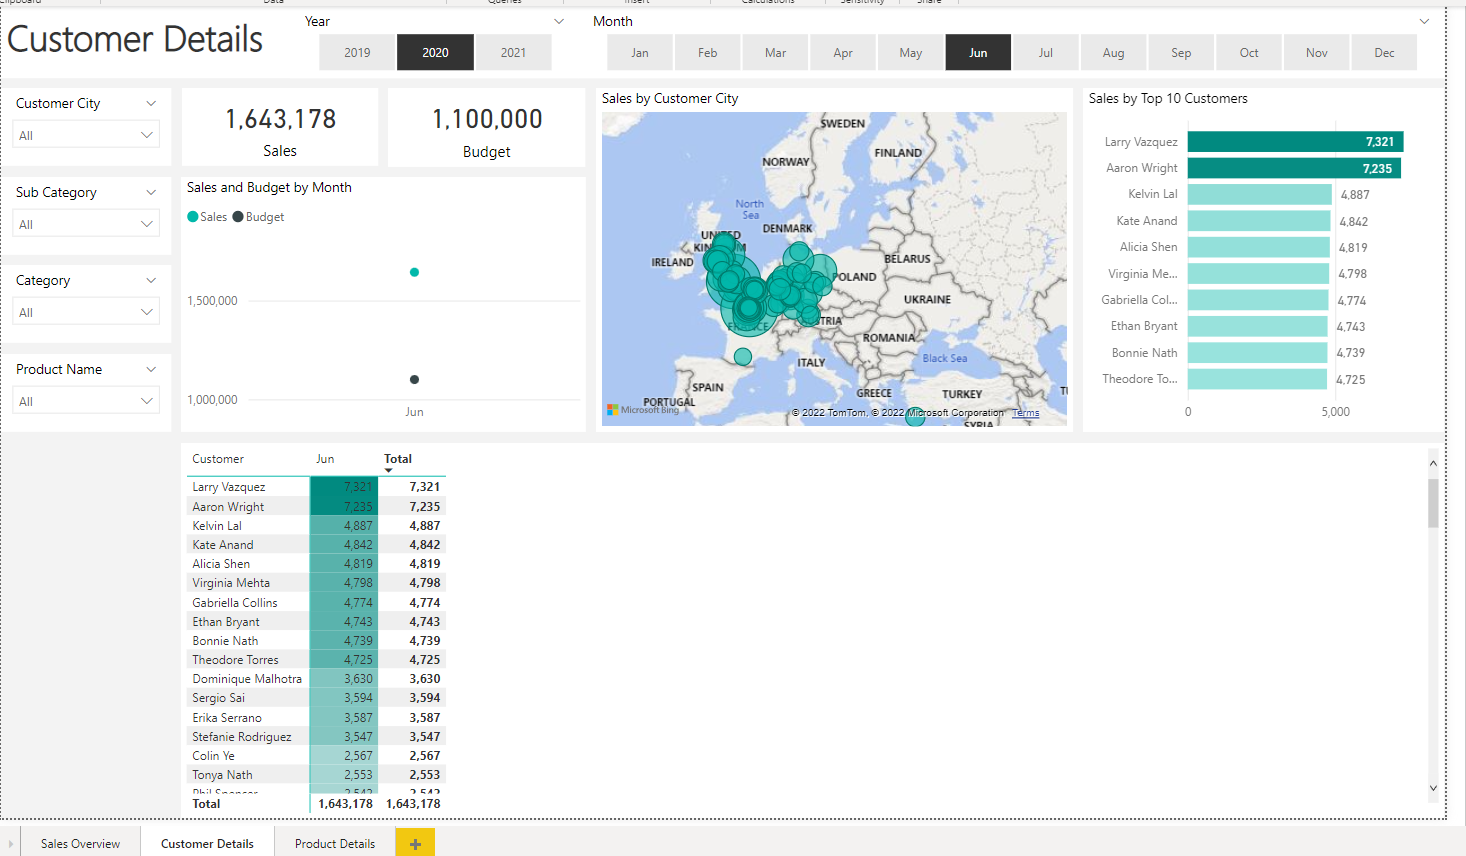 Clipboard Data Queries Insert Calculations Sensitivity Share
Customer Details
Year
2019 2020 2021
Month
Jan Feb Mar Apr May Jun Jul Aug Sep Oct Nov Dec
Customer City
All
Sub Category
All
Category
All
Product Name
All
1,643,178
Sales
1,100,000
Budget
Sales and Budget by Month
Sales Budget
1,500,000
1,000,000
Jun
Sales by Customer City
SWEDEN
FINLAND
NORWAY
North
Sea
UNITED
KINGDOM
DENMARK
IRELAND
BELARUS
POLAND
UKRAINE
FRANCE
AUSTRIA
ROMANIA
ITALY
Black Sea
SPAIN
PORTUGAL
GREECE
TURKEY
SYRIA
Microsoft Bing
© 2022 TomTom, © 2022 Microsoft Corporation Terms
Sales by Top 10 Customers
Larry Vazquez 7,321
Aaron Wright 7,235
Kelvin Lal 4,887
Kate Anand 4,842
Alicia Shen 4,819
Virginia Me... 4,798
Gabriella Col... 4,774
Ethan Bryant 4,743
Bonnie Nath 4,739
Theodore To... 4,725
0 5,000
Customer Jun Total
Larry Vazquez 7,321 7,321
Aaron Wright 7,235 7,235
Kelvin Lal 4,887 4,887
Kate Anand 4,842 4,842
Alicia Shen 4,819 4,819
Virginia Mehta 4,798 4,798
Gabriella Collins 4,774 4,774
Ethan Bryant 4,743 4,743
Bonnie Nath 4,739 4,739
Theodore Torres 4,725 4,725
Dominique Malhotra 3,630 3,630
Sergio Sai 3,594 3,594
Erika Serrano 3,587 3,587
Stefanie Rodriguez 3,547 3,547
Colin Ye 2,567 2,567
Tonya Nath 2,553 2,553
Phil Spencer 2,542 2,542
Total 1,643,178 1,643,178
Sales Overview Customer Details Product Details +